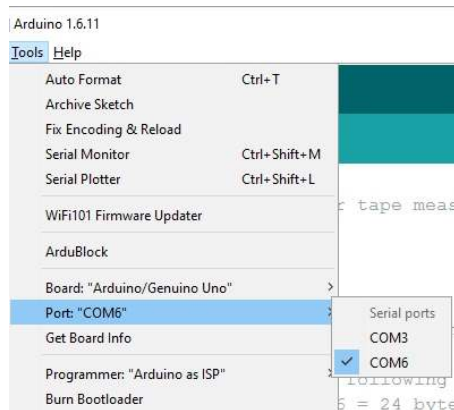 Arduino 1.6.11
Tools Help
Auto Format Ctrl+T
Archive Sketch
Fix Encoding & Reload
Serial Monitor Ctrl+Shift+M
Serial Plotter Ctrl+Shift+L
tape meas
WiFi101 Firmware Updater
ArduBlock
Board: "Arduino/Genuino Uno" >
Port: "COM6" >
Serial ports
Get Board Info
COM3
✓ COM6
Programmer: "Arduino as ISP" >
following
Burn Bootloader
= 24 byte